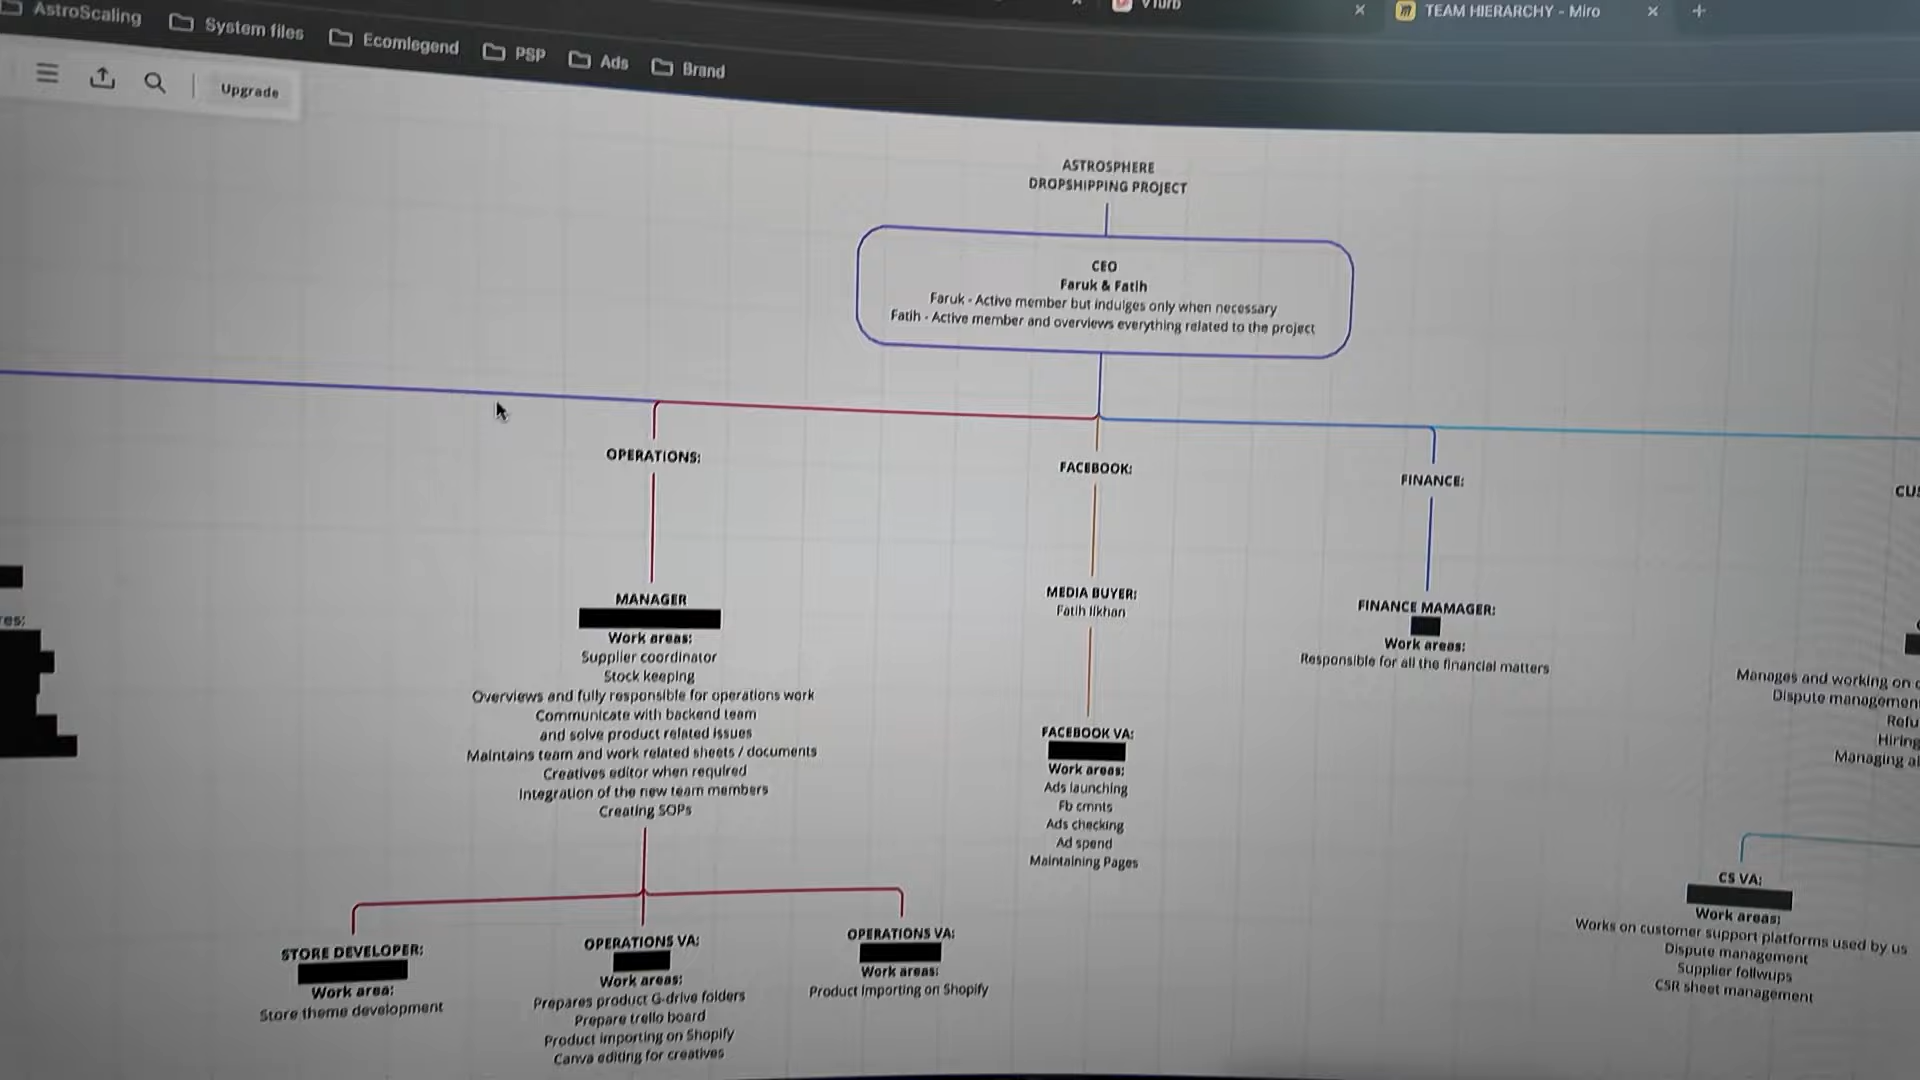 AstroScaling
System files
Ecomlegend
PSP
Ads
Brand
TEAM HIERARCHY - Miro
Upgrade
ASTROSPHERE
DROPSHIPPING PROJECT
CEO
Faruk & Fatih
Faruk - Active member but indulges only when necessary
Fatih - Active member and overviews everything related to the project
OPERATIONS:
MANAGER
Work areas:
Supplier coordinator
Stock keeping
Overviews and fully responsible for operations work
Communicate with backend team
and solve product related issues
Maintains team and work related sheets / documents
Creatives editor when required
Integration of the new team members
Creating SOPs
STORE DEVELOPER:
Work area:
Store theme development
OPERATIONS VA:
Work areas:
Prepares product G-drive folders
Prepare trello board
Product importing on Shopify
Canva editing for creatives
OPERATIONS VA:
Work areas:
Product importing on Shopify
FACEBOOK:
MEDIA BUYER:
Fatih Ilkhan
FACEBOOK VA:
Work areas:
Ads launching
Fb cmnts
Ads checking
Ad spend
Maintaining Pages
FINANCE:
FINANCE MAMAGER:
Work areas:
Responsible for all the financial matters
CUS
Manages and working on
Dispute management
Refu
Hiring
Managing
CS VA:
Work areas:
Works on customer support platforms used by us
Dispute management
Supplier follwups
CSR sheet management